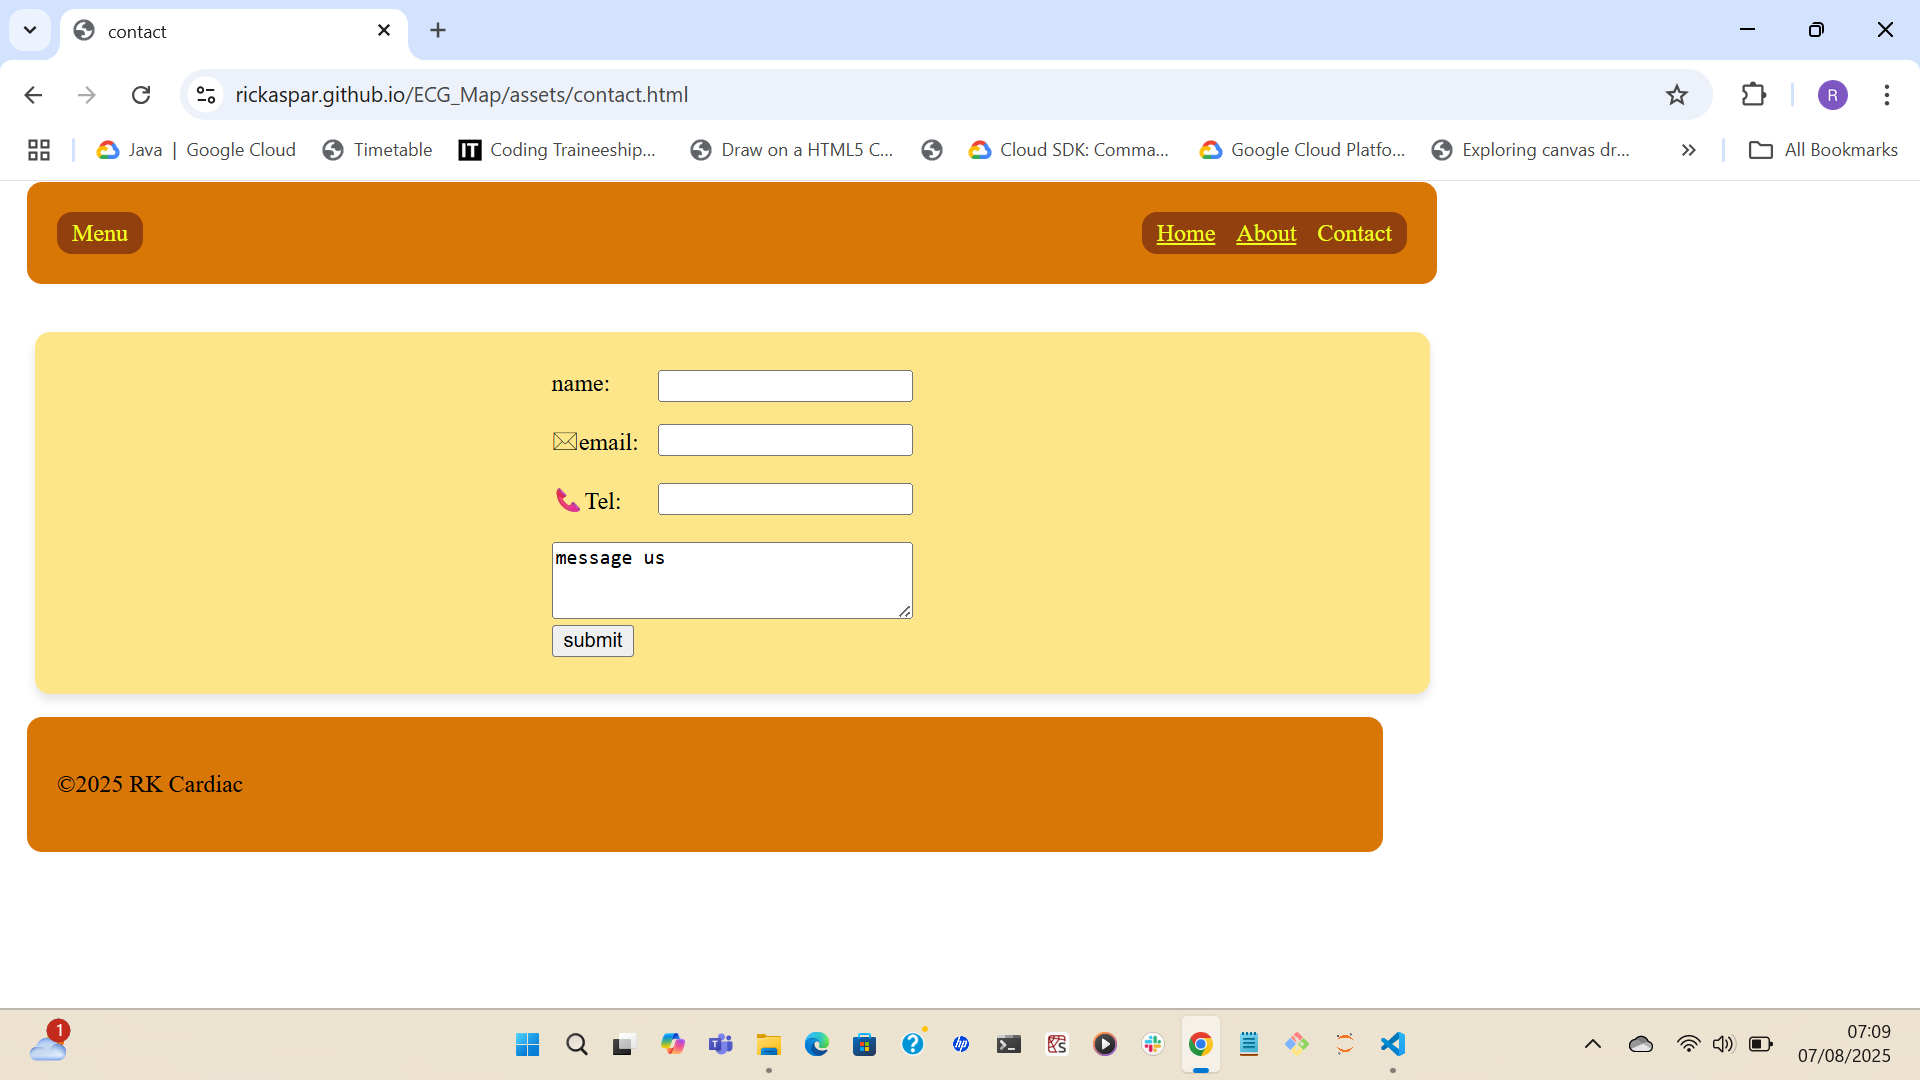 contact
rickaspar.github.io/ECG_Map/assets/contact.html
R
Java | Google Cloud
Timetable
IT
Coding Traineeship...
Draw on a HTML5 C...
Cloud SDK: Comma...
Google Cloud Platfo...
Exploring canvas dr...
All Bookmarks
Menu
Home About Contact
name:
email:
Tel:
message us
submit
©2025 RK Cardiac
1
07:09
07/08/2025